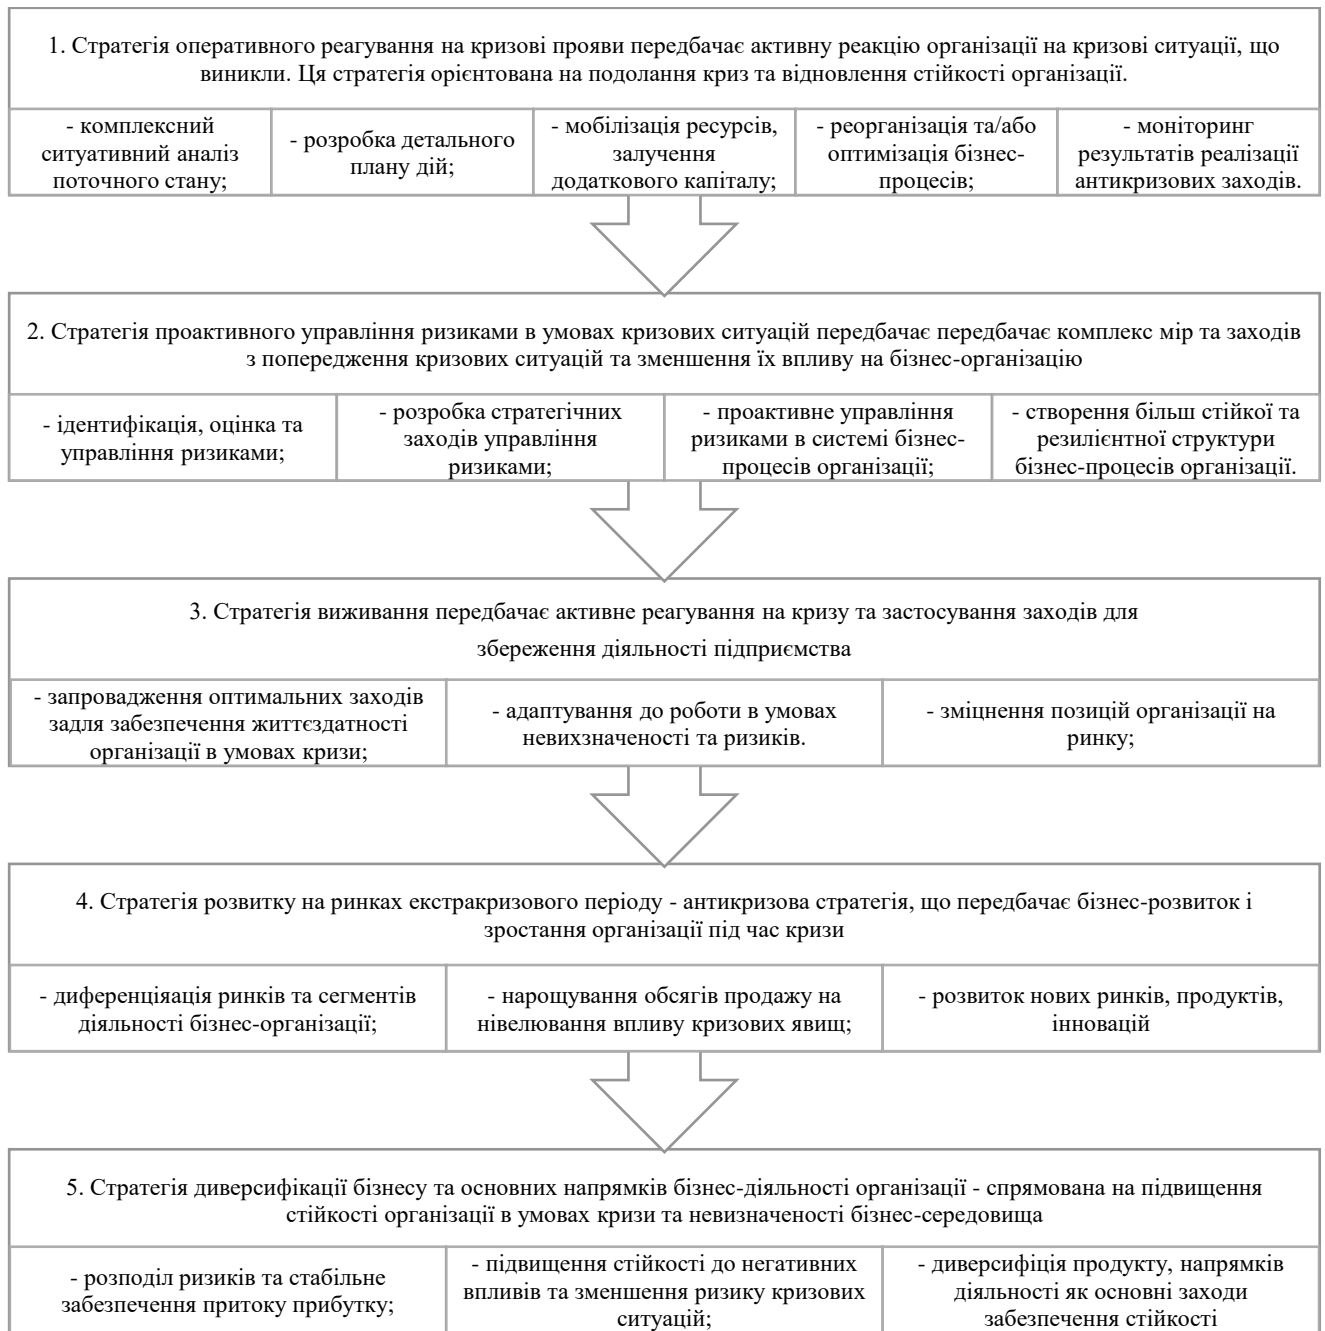 1. Стратегія оперативного реагування на кризові прояви передбачає активну реакцію організації на кризові ситуації, що
виникли. Ця стратегія орієнтована на подолання криз та відновлення стійкості організації.
- комплексний
ситуативний аналіз
поточного стану;
- розробка детального
плану дій;
- мобілізація ресурсів,
залучення
додаткового капіталу;
- реорганізація та/або
оптимізація бізнес-
процесів;
- моніторинг
результатів реалізації
антикризових заходів.
2. Стратегія проактивного управління ризиками в умовах кризових ситуацій передбачає передбачає комплекс мір та заходів
з попередження кризових ситуацій та зменшення їх впливу на бізнес-організацію
- ідентифікація, оцінка та
управління ризиками;
- розробка стратегічних
заходів управління
ризиками;
- проактивне управління
ризиками в системі бізнес-
процесів організації;
- створення більш стійкої та
резилієнтної структури
бізнес-процесів організації.
3. Стратегія виживання передбачає активне реагування на кризу та застосування заходів для
збереження діяльності підприємства
- запровадження оптимальних заходів
задля забезпечення життєздатності
організації в умовах кризи;
- адаптування до роботи в умовах
невихзначеності та ризиків.
- зміцнення позицій організації на
ринку;
4. Стратегія розвитку на ринках екстракризового періоду - антикризова стратегія, що передбачає бізнес-розвиток і
зростання організації під час кризи
- диференціяація ринків та сегментів
діяльності бізнес-організації;
- нарощування обсягів продажу на
нівелювання впливу кризових явищ;
- розвиток нових ринків, продуктів,
інновацій
5. Стратегія диверсифікації бізнесу та основних напрямків бізнес-діяльності організації - спрямована на підвищення
стійкості організації в умовах кризи та невизначеності бізнес-середовища
- розподіл ризиків та стабільне
забезпечення притоку прибутку;
- підвищення стійкості до негативних
впливів та зменшення ризику кризових
ситуацій;
- диверсифіція продукту, напрямків
діяльності як основні заходи
забезпечення стійкості